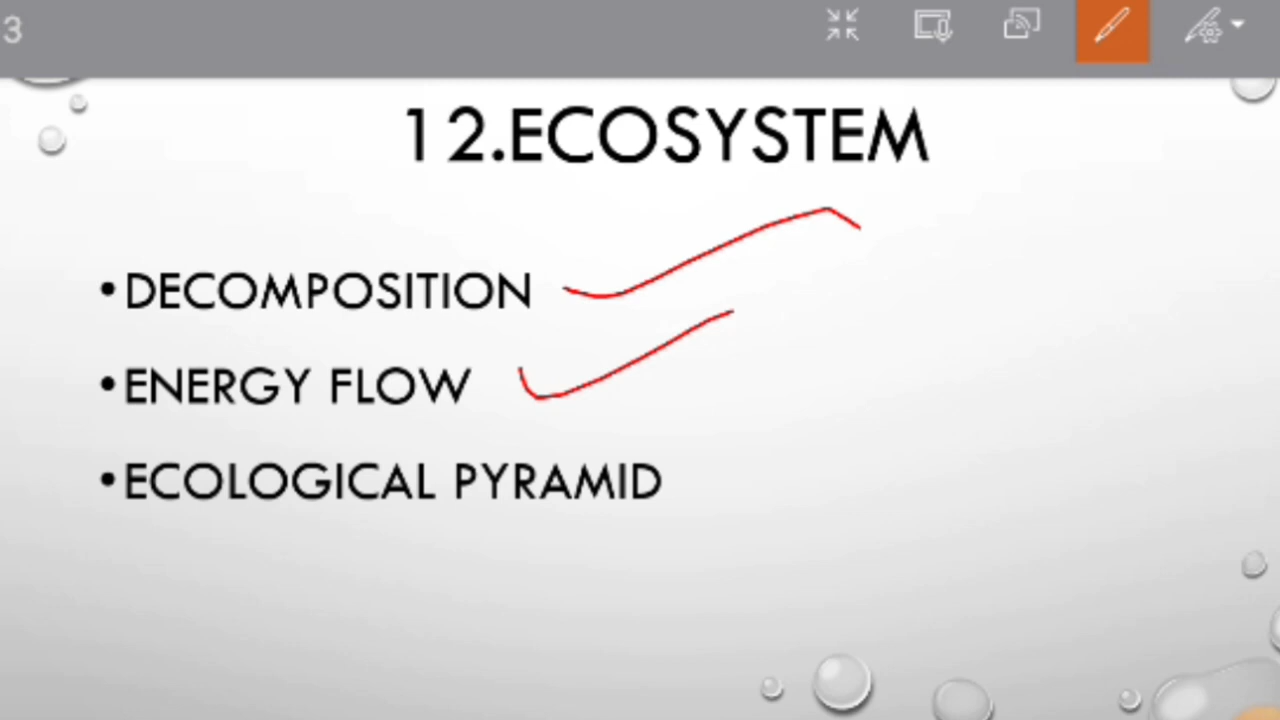 3
12.ECOSYSTEM
•DECOMPOSITION
•ENERGY FLOW
•ECOLOGICAL PYRAMID